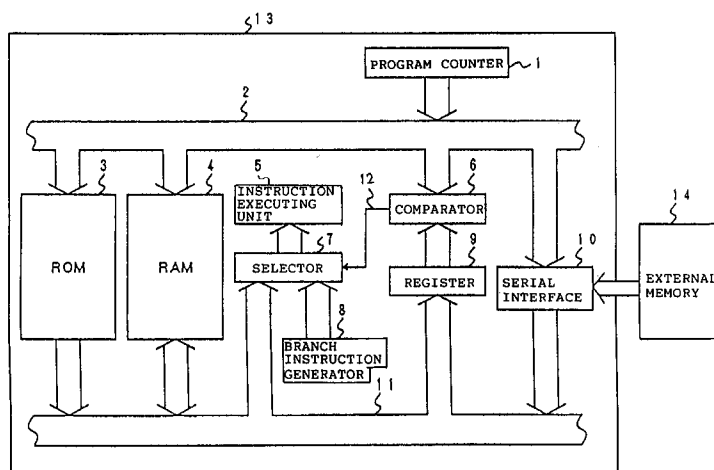 13
PROGRAM COUNTER
1
2
3
4
5
12
6
14
INSTRUCTION
EXECUTING
UNIT
COMPARATOR
7
9
10
ROM
RAM
SELECTOR
REGISTER
SERIAL
INTERFACE
EXTERNAL
MEMORY
8
BRANCH
INSTRUCTION
GENERATOR
11